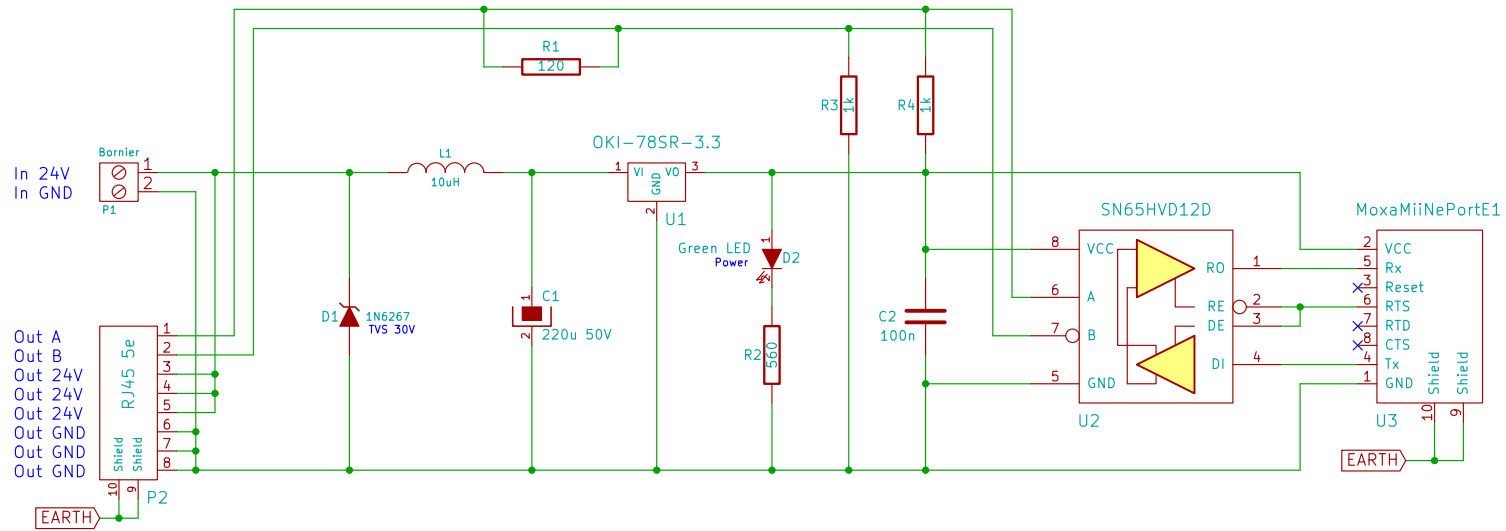 R1
120
R3
1k
R4
1k
OKI-78SR-3.3
Bornier
L1
In 24V
1
1
VI
VO
3
In GND
2
10uH
GND
P1
2
U1
SN65HVD12D
MoxaMiiNePortE1
Green LED
Power
1
D2
2
8
VCC
2
VCC
RO
1
5
Rx
3
Reset
C1
1
6
A
RE
2
6
RTS
D1
1N6267
TVS 30V
C2
100n
DE
3
7
RTD
Out A
1
220u 50V
2
7
B
8
CTS
Out B
2
R2
560
DI
4
4
Tx
Out 24V
3
5
GND
1
GND
Out 24V
4
RJ45 5e
Shield
Shield
Out 24V
5
U2
10
9
U3
Out GND
6
Out GND
7
Shield
Shield
EARTH
Out GND
8
10
9
P2
EARTH